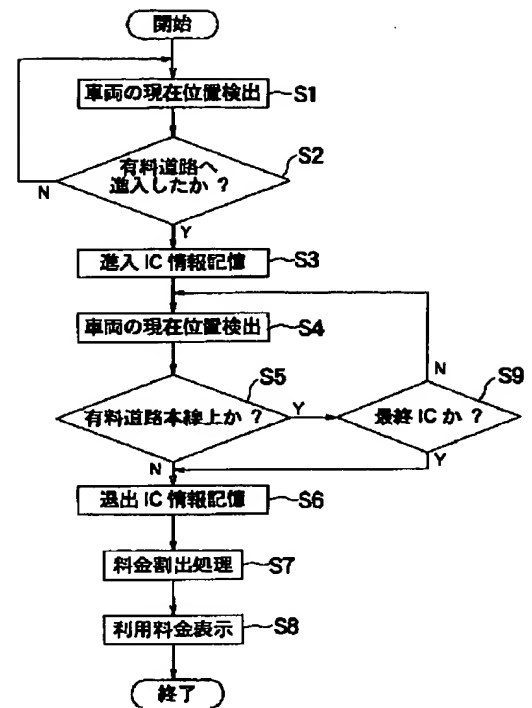 開始
車両の現在位置検出
S1
有料道路へ
進入したか ?
S2
N
Y
進入 IC 情報記憶
S3
車両の現在位置検出
S4
N
S5
S9
有料道路本線上か ?
Y
最終 IC か ?
N
Y
退出 IC 情報記憶
S6
料金割出処理
S7
利用料金表示
S8
終了